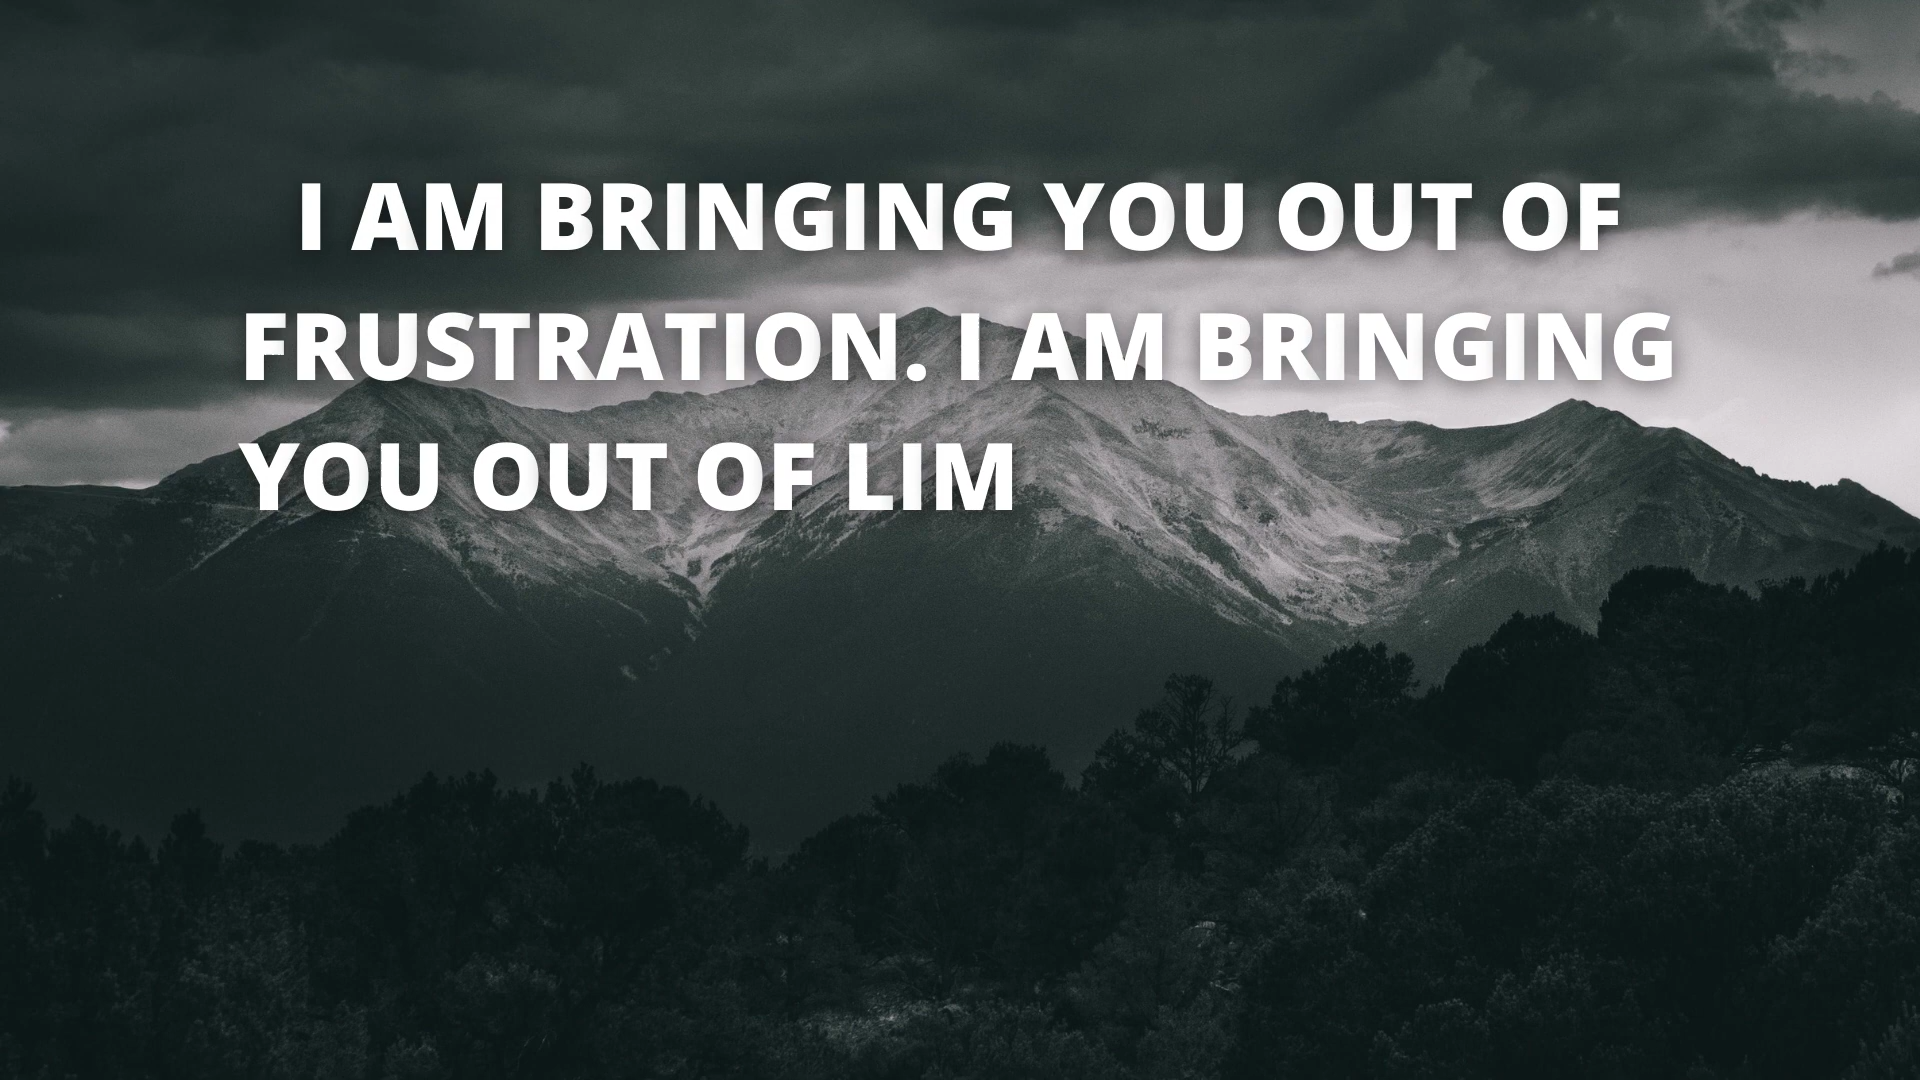 I AM BRINGING YOU OUT OF
FRUSTRATION. I AM BRINGING
YOU OUT OF LIM